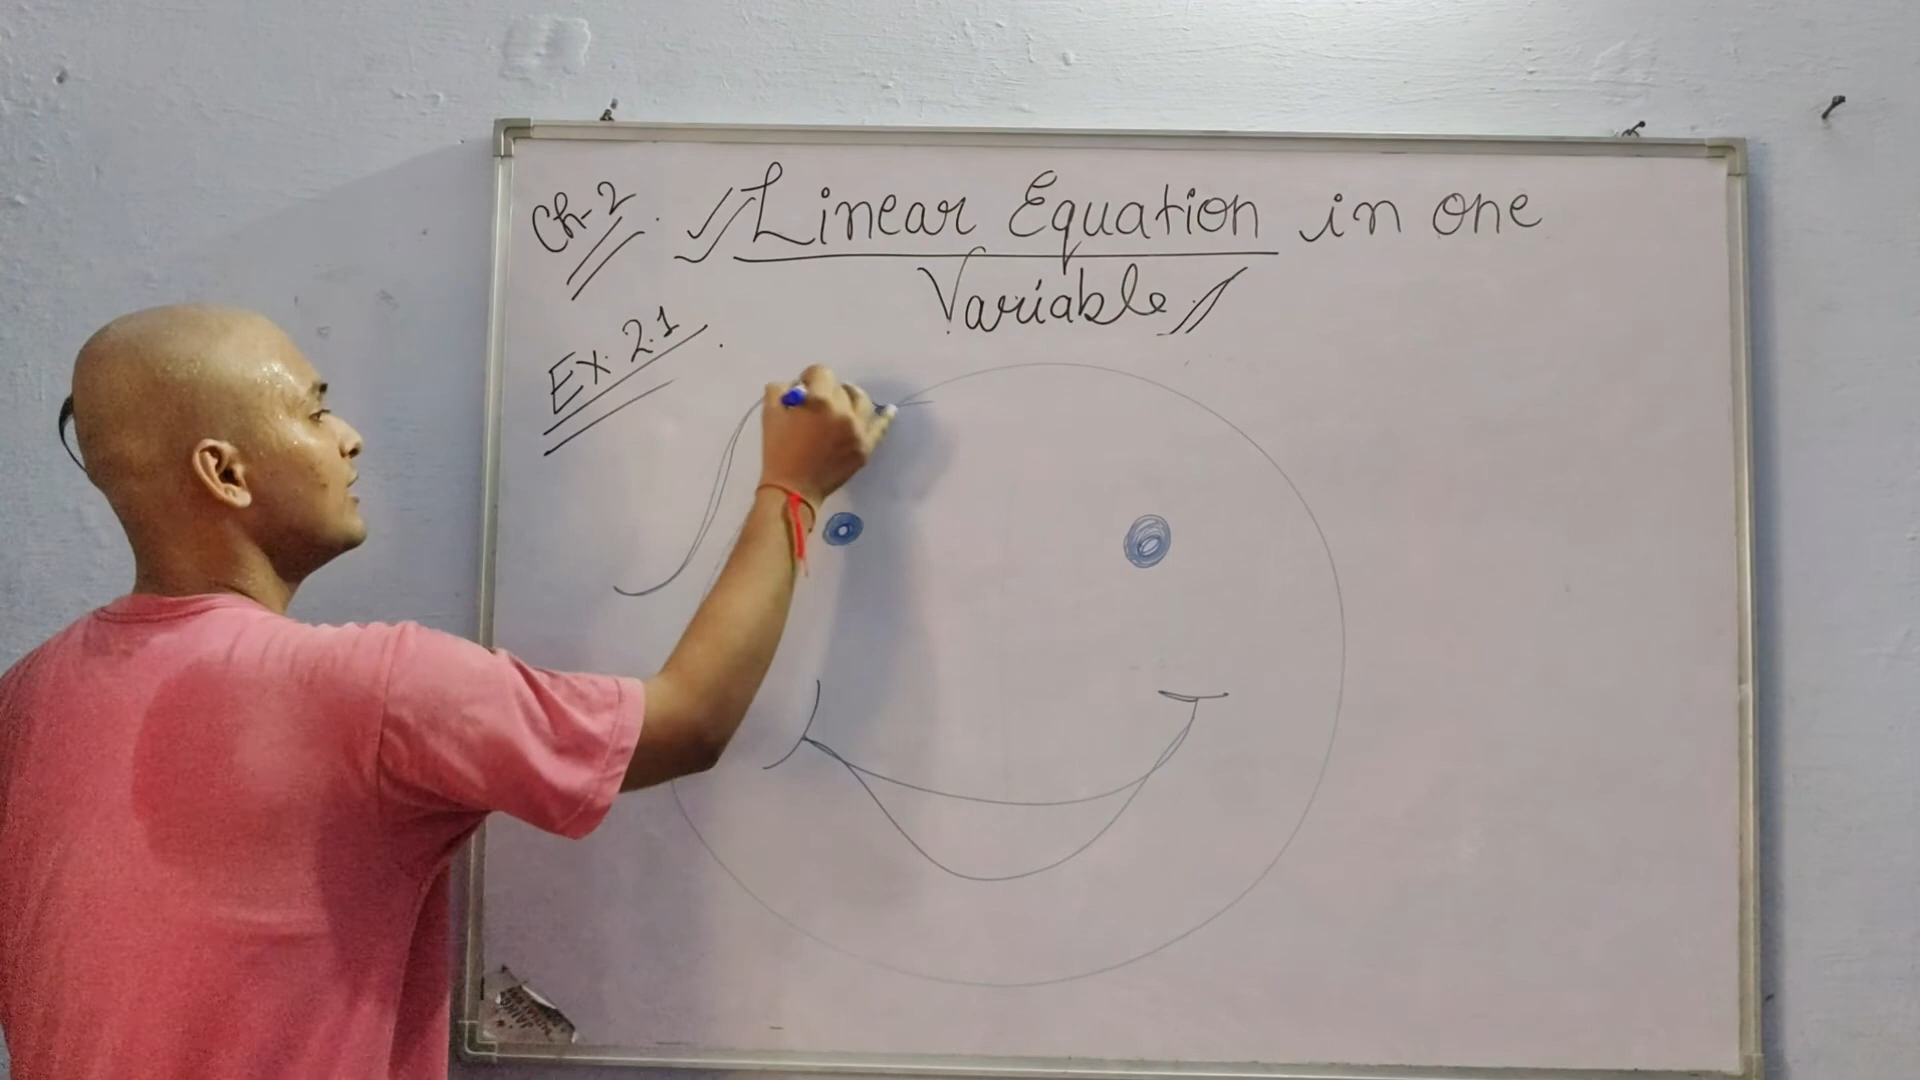 Ch-2
Linear Equation in one
Variable
Ex. 2.1